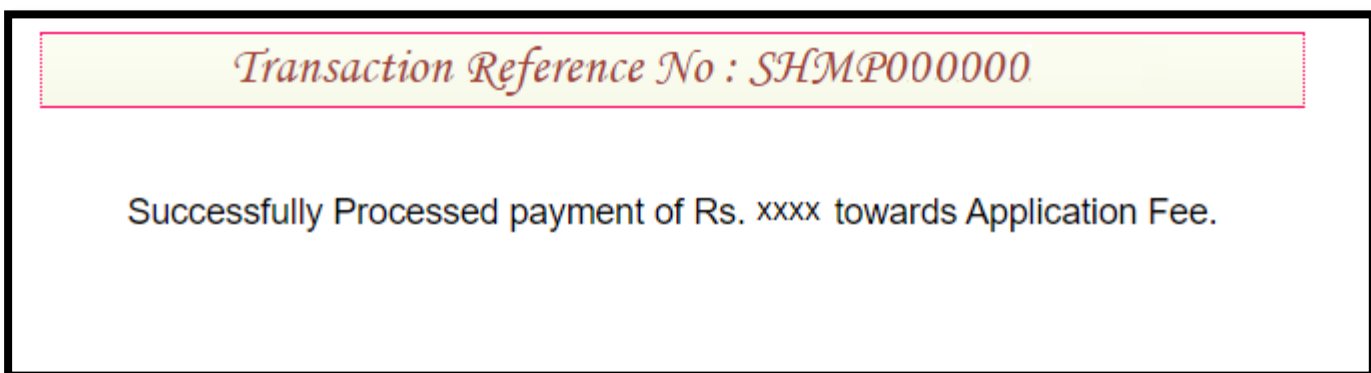 Transaction Reference No : SHMP000000
Successfully Processed payment of Rs. xxxx towards Application Fee.